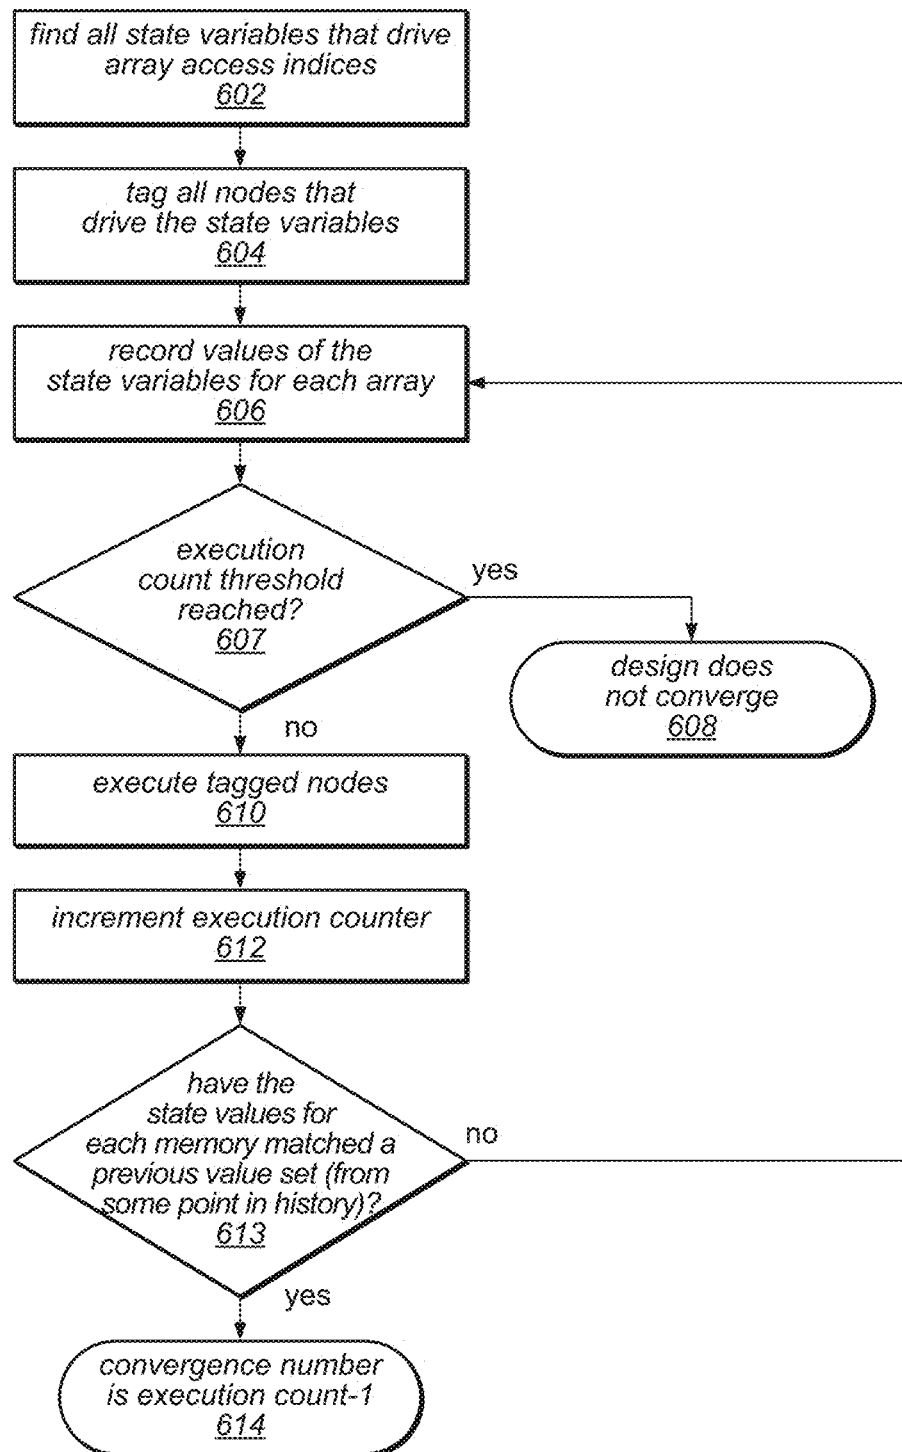 find all state variables that drive
array access indices
602
tag all nodes that
drive the state variables
604
record values of the
state variables for each array
606
execution
count threshold
reached?
607
yes
design does
not converge
608
no
execute tagged nodes
610
increment execution counter
612
have the
state values for
each memory matched a
previous value set (from
some point in history)?
613
no
yes
convergence number
is execution count-1
614